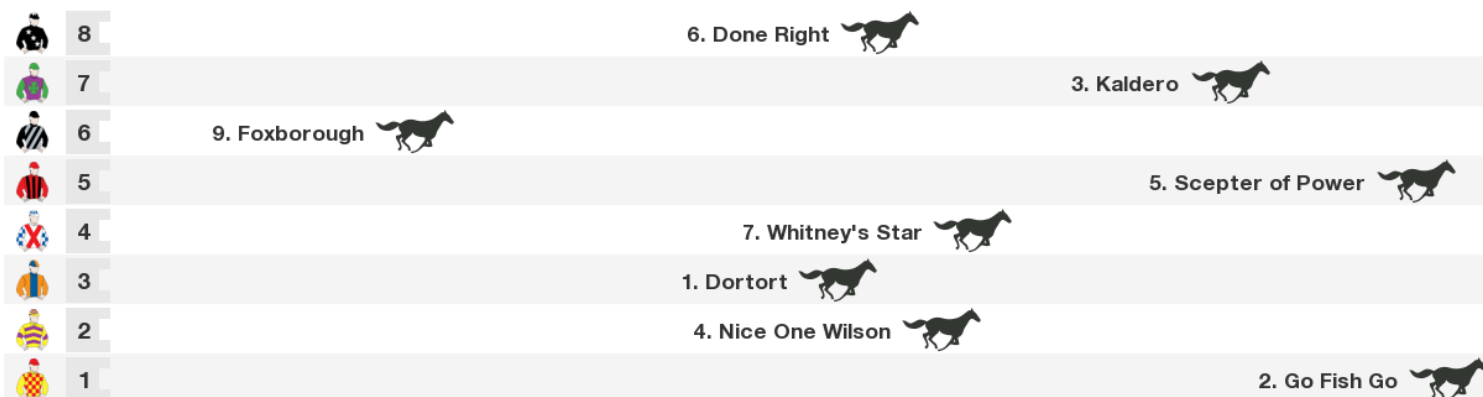 8 6. Done Right
7 3. Kaldero
6 9. Foxborough
5 5. Scepter of Power
4 7. Whitney's Star
3 1. Dortort
2 4. Nice One Wilson
1 2. Go Fish Go